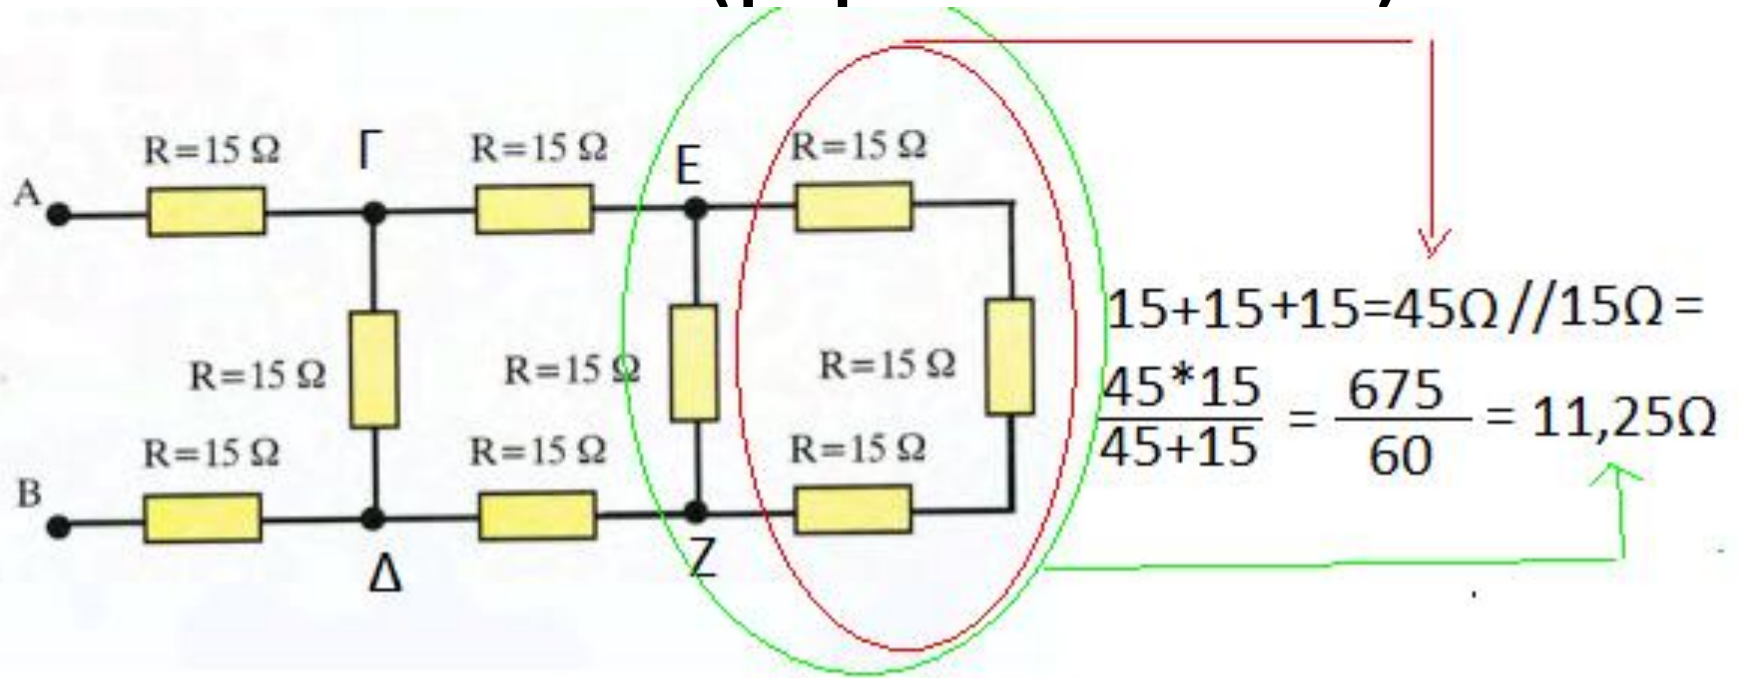 A
R=15 Ω
Γ
R=15 Ω
E
R=15 Ω
R=15 Ω
R=15 Ω
R=15 Ω
B
R=15 Ω
Δ
R=15 Ω
Z
R=15 Ω
15+15+15=45Ω//15Ω=
45*15
45+15
=
675
60
= 11,25Ω